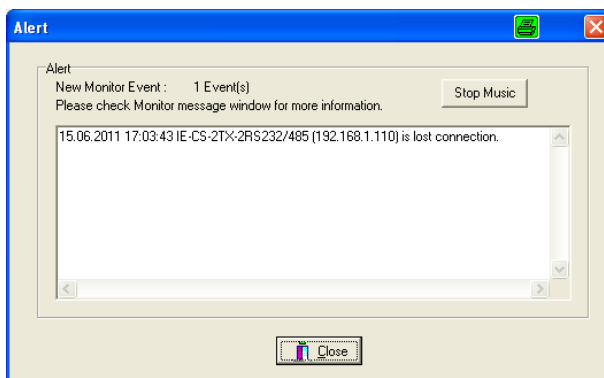 Alert
Alert
New Monitor Event : 1 Event(s)
Please check Monitor message window for more information.
Stop Music
15.06.2011 17:03:43 IE-CS-2TX-2RS232/485 (192.168.1.110) is lost connection.
Close